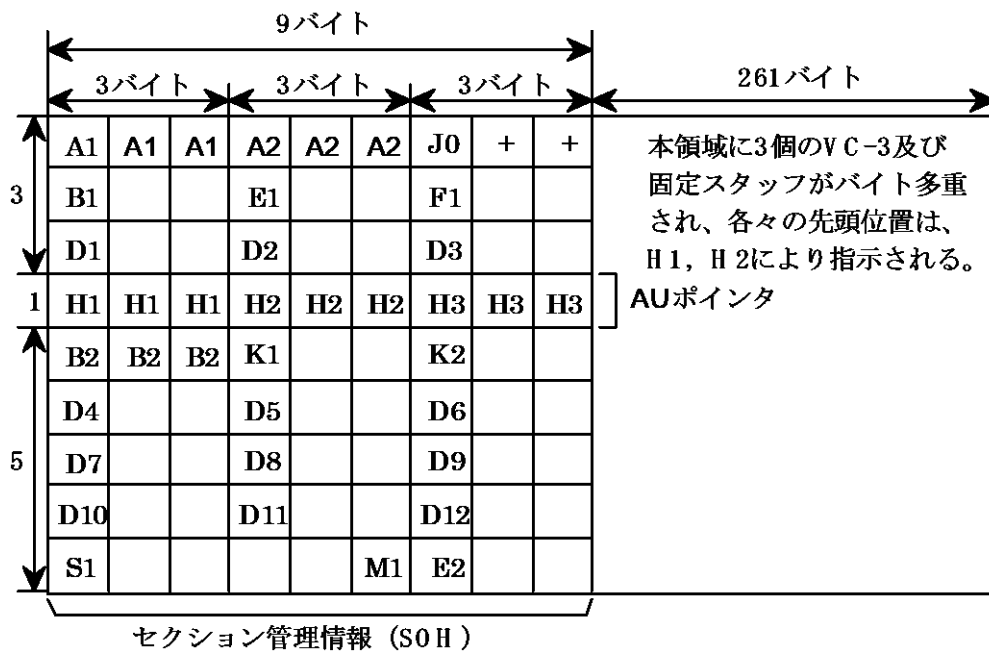 9バイト
3バイト 3バイト 3バイト 261バイト
A1 A1 A1 A2 A2 A2 J0 + +
3 B1 E1 F1
D1 D2 D3
本領域に3個のVC-3及び
固定スタッフがバイト多重
され、各々の先頭位置は、
H1, H2により指示される。
1 H1 H1 H1 H2 H2 H2 H3 H3 H3 AUポインタ
B2 B2 B2 K1 K2
D4 D5 D6
5 D7 D8 D9
D10 D11 D12
S1 M1 E2
セクション管理情報 (SOH)